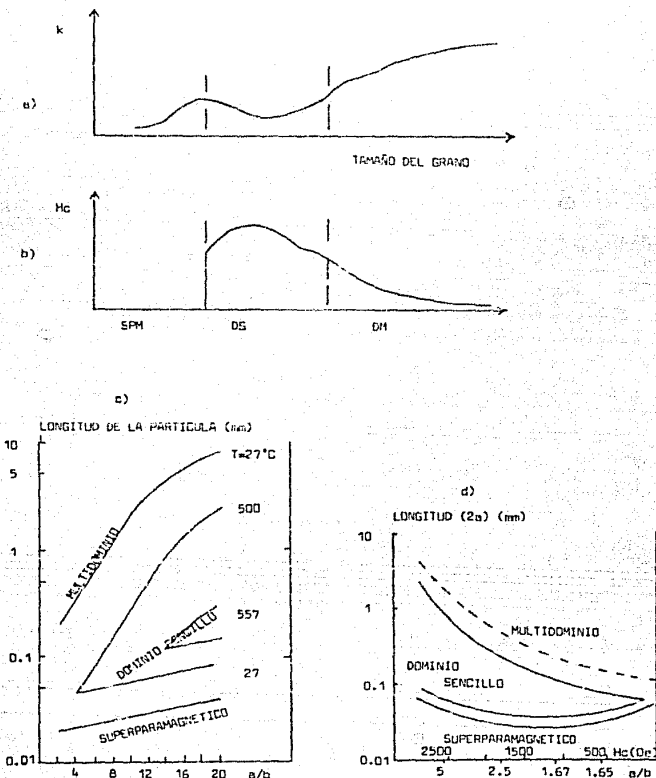 k
a)
TAMAÑO DEL GRANO
Hc
b)
SPM DS DM
c)
LONGITUD DE LA PARTICULA (mm)
10
5
1
0.1
0.01
T=27°C
500
557
27
MULTIDOMINIO
DOMINIO SENCILLO
SUPERPARAMAGNETICO
4 8 12 16 20 a/b
d)
LONGITUD (2a) (mm)
10
1
0.1
0.01
MULTIDOMINIO
DOMINIO
SENCILLO
SUPERPARAMAGNETICO
2500 1500 500 Hc(Oe)
5 2.5 1.67 1.65 a/b